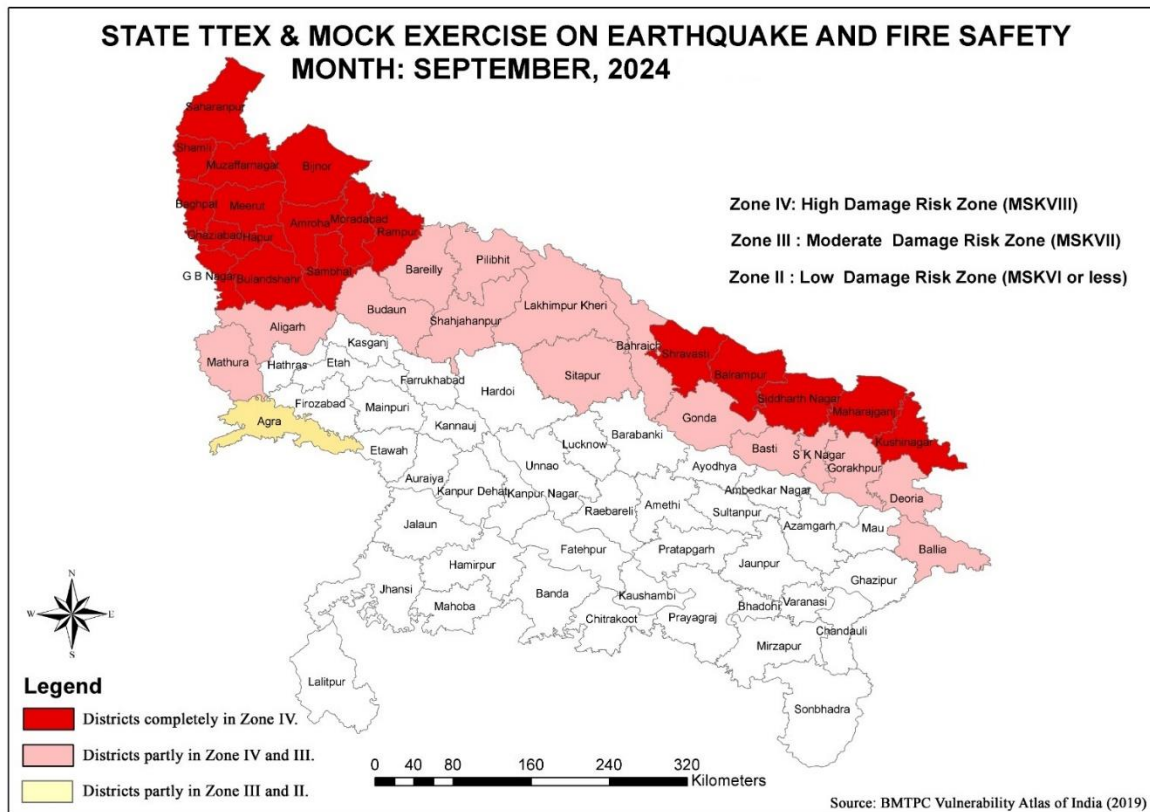 STATE TTEX & MOCK EXERCISE ON EARTHQUAKE AND FIRE SAFETY
MONTH: SEPTEMBER, 2024
Saharanpur
Shamli
Muzaffarnagar
Bijnor
Baghpat
Meerut
Amroha
Moradabad
Rampur
Ghaziabad
Hapur
G B Nagar
Bulandshahr
Sambhal
Zone IV: High Damage Risk Zone (MSKVIII)
Zone III : Moderate Damage Risk Zone (MSKVII)
Zone II : Low Damage Risk Zone (MSKVI or less)
Bareilly
Pilibhit
Budaun
Shahjahanpur
Lakhimpur Kheri
Aligarh
Mathura
Hathras
Kasganj
Etah
Bahraich
Shravasti
Balrampur
Siddharth Nagar
Maharajganj
Kushinagar
Farrukhabad
Hardoi
Sitapur
Agra
Firozabad
Mainpuri
Kannauj
Gonda
Basti
S K Nagar
Gorakhpur
Deoria
Etawah
Auraiya
Kanpur Dehat
Kanpur Nagar
Unnao
Lucknow
Barabanki
Ayodhya
Ambedkar Nagar
Raebareli
Amethi
Sultanpur
Azamgarh
Mau
Ballia
Jalaun
Fatehpur
Pratapgarh
Jaunpur
Ghazipur
Hamirpur
Jhansi
Mahoba
Banda
Kaushambi
Chitrakoot
Prayagraj
Bhadohi
Varanasi
Chandauli
Mirzapur
Lalitpur
Sonbhadra
N
W
E
S
Legend
Districts completely in Zone IV.
Districts partly in Zone IV and III.
Districts partly in Zone III and II.
0 40 80 160 240 320
Kilometers
Source: BMTPC Vulnerability Atlas of India (2019)